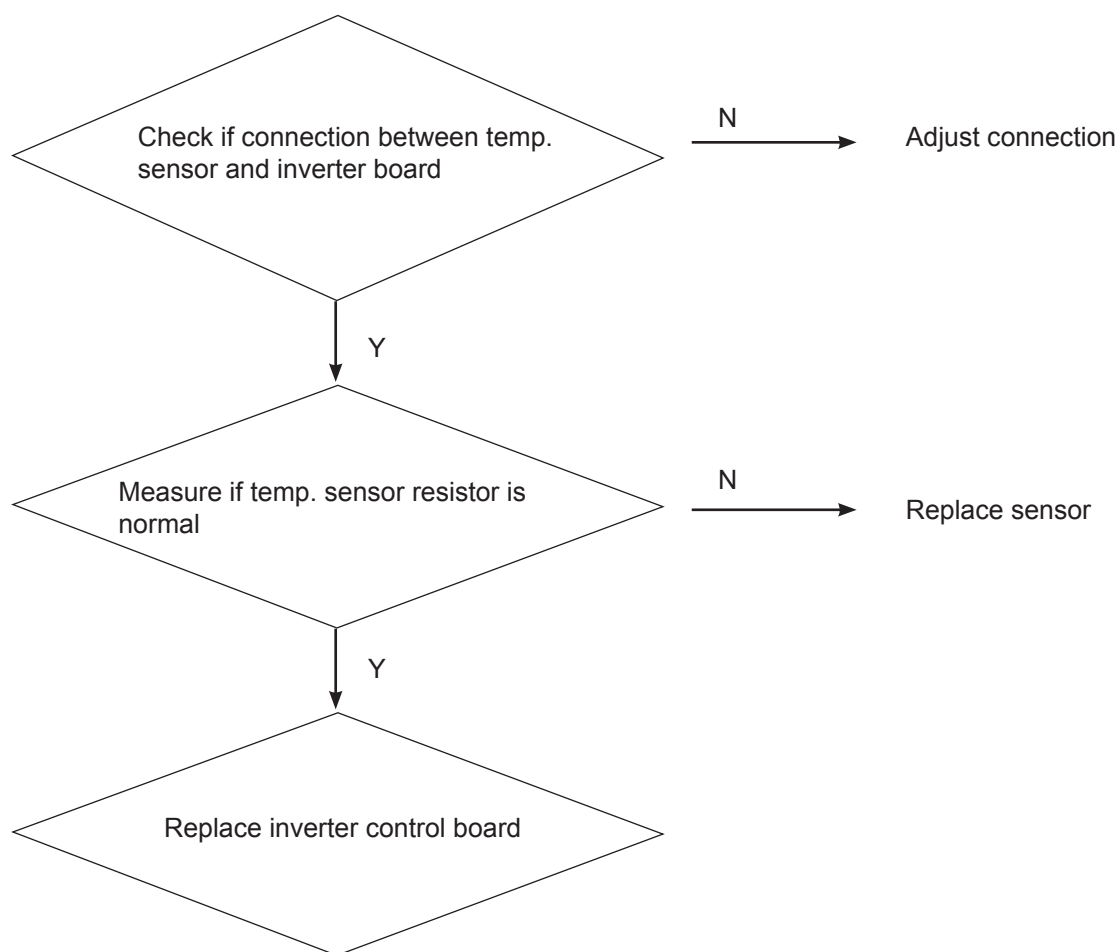 Check if connection between temp.
sensor and inverter board
N
Adjust connection
Y
Measure if temp. sensor resistor is
normal
N
Replace sensor
Y
Replace inverter control board